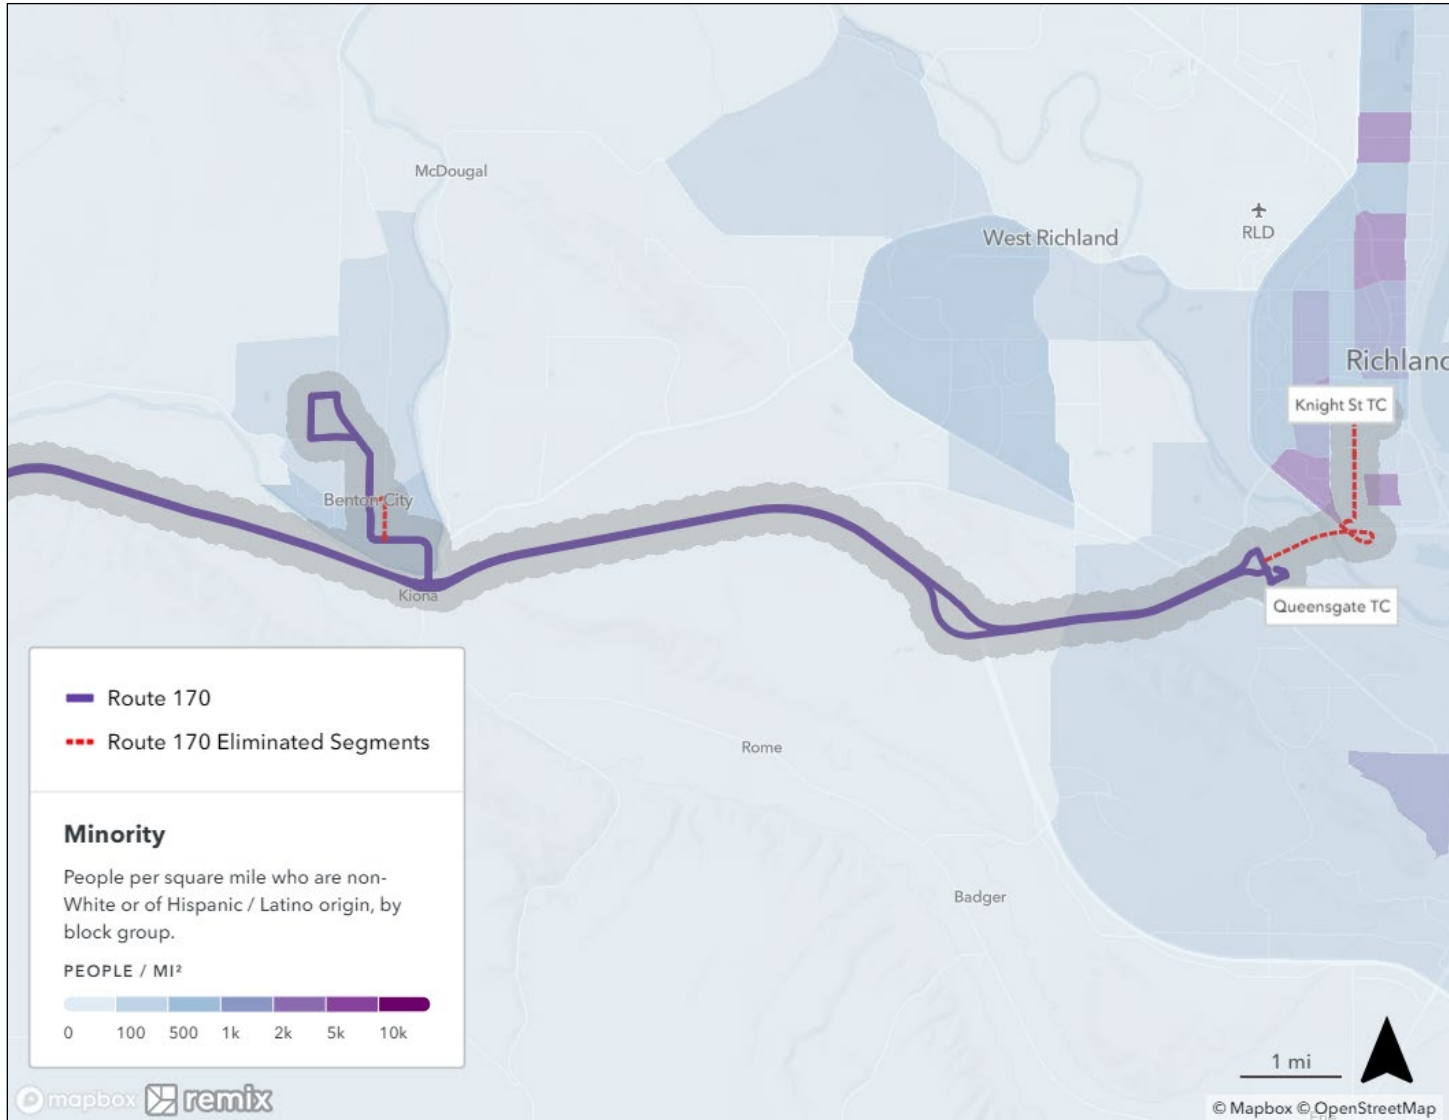 McDougal
West Richland
RLD
Richland
Knight St TC
Benton City
Kiona
Queensgate TC
Route 170
Route 170 Eliminated Segments
Rome
Minority
People per square mile who are non-
White or of Hispanic / Latino origin, by
block group.
Badger
PEOPLE / MI²
0 100 500 1k 2k 5k 10k
1 mi
mapbox remix
© Mapbox © OpenStreetMap